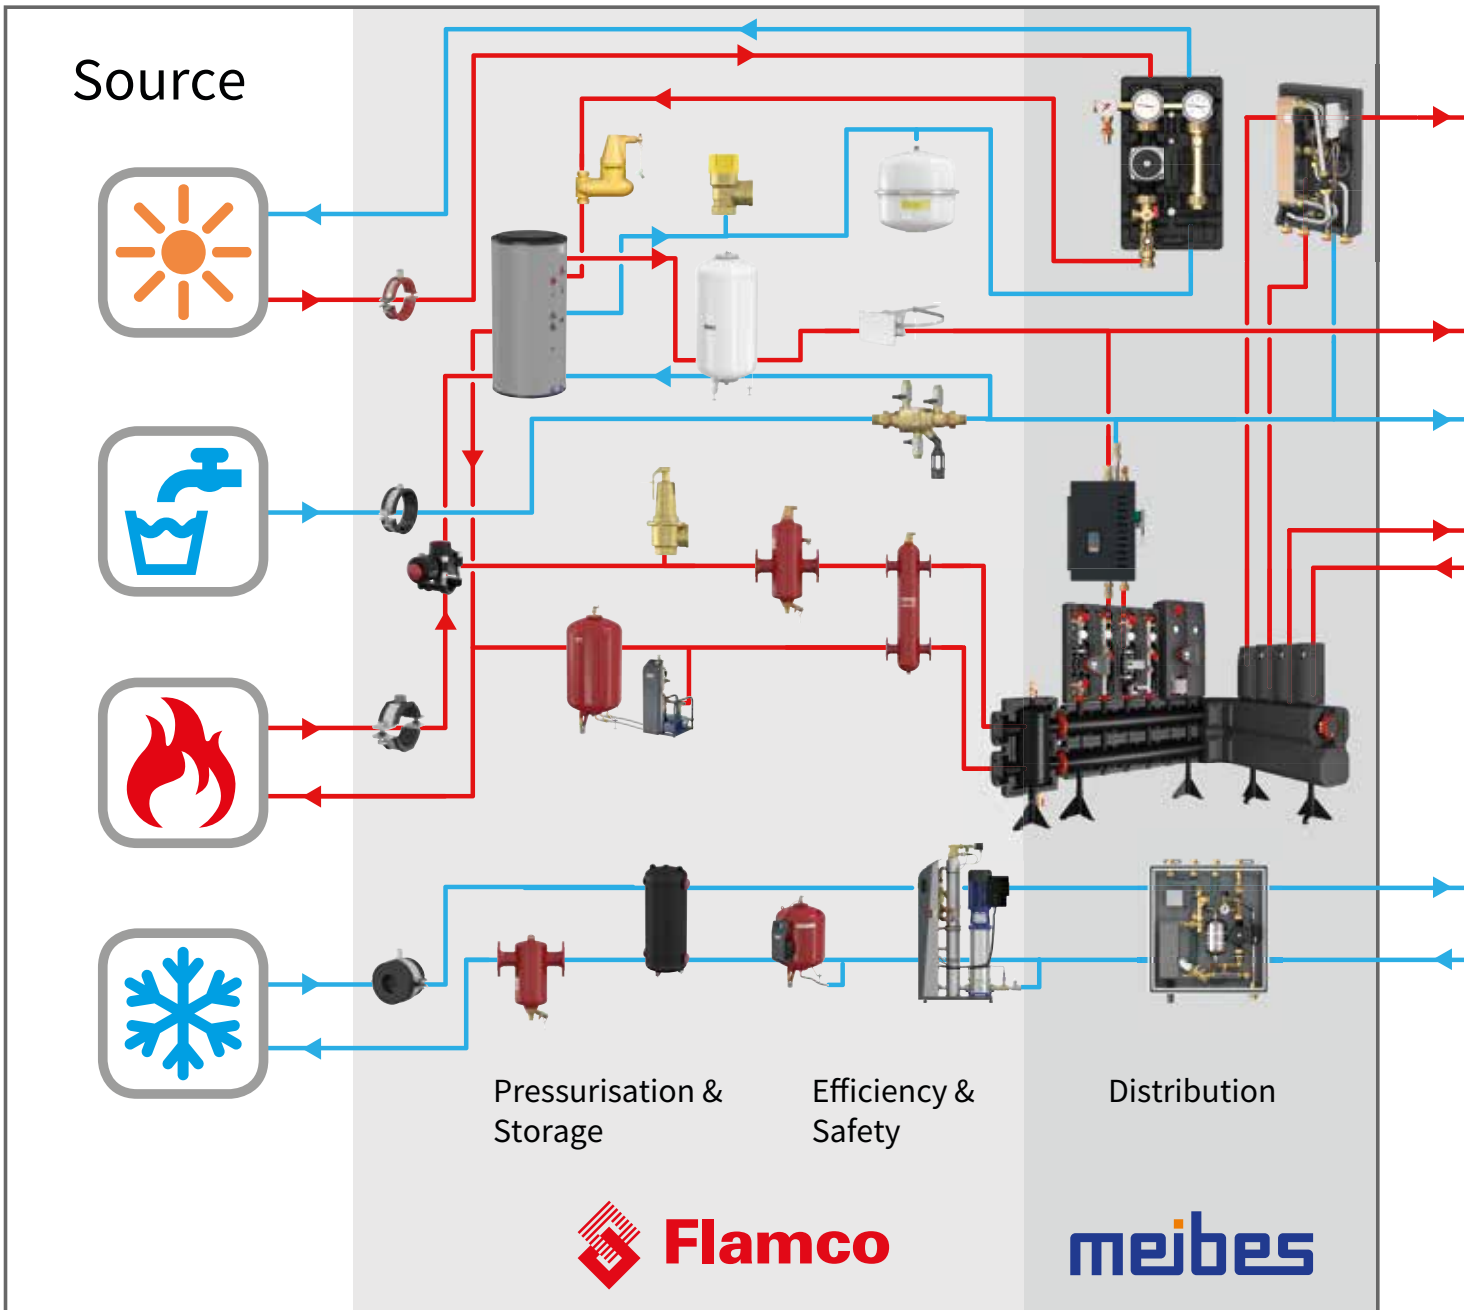 Source
Pressurisation &
Storage
Efficiency &
Safety
Distribution
Flamco
meibes